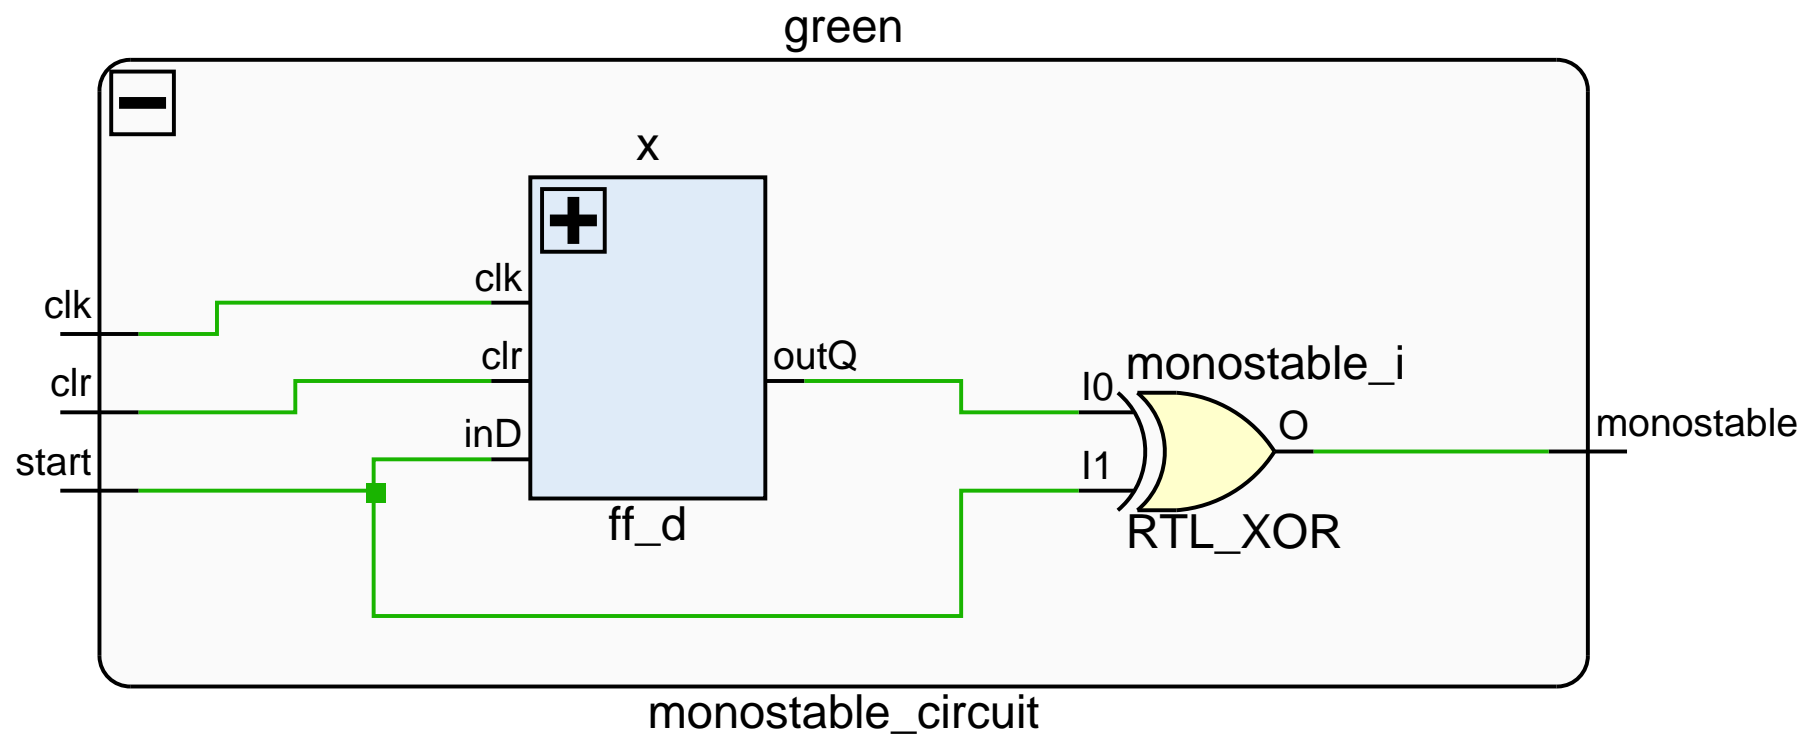 green
x
clk
clk
clr
outQ
monostable_i
clr
I0
inD
O
monostable
start
I1
ff_d
RTL_XOR
monostable_circuit